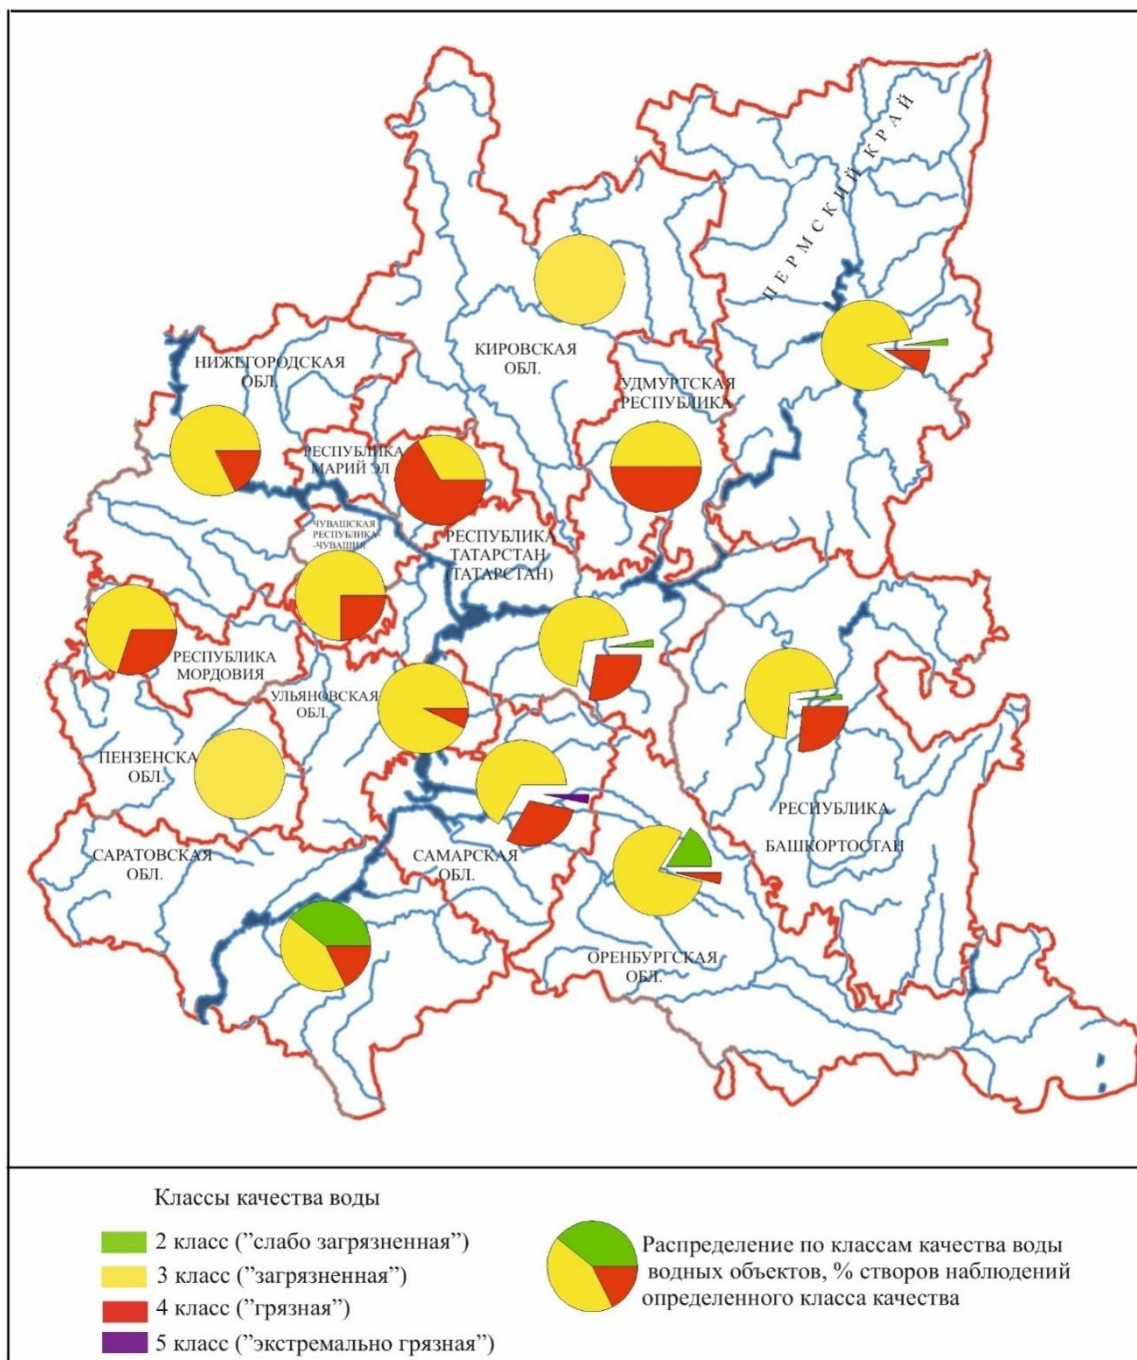 ПЕРМСКИЙ КРАЙ
НИЖЕГОРОДСКАЯ
ОБЛ.
КИРОВСКАЯ
ОБЛ.
УДМУРТСКАЯ
РЕСПУБЛИКА
РЕСПУБЛИКА
МАРИЙ ЭЛ
ЧУВАШСКАЯ
РЕСПУБЛИКА-
-ЧУВАШИЯ
РЕСПУБЛИКА
ТАТАРСТАН
(ТАТАРСТАН)
РЕСПУБЛИКА
МОРДОВИЯ
УЛЬЯНОВСКАЯ
ОБЛ.
ПЕНЗЕНСКА
ОБЛ.
РЕСПУБЛИКА
БАШКОРТОСТАН
САРАТОВСКАЯ
ОБЛ.
САМАРСКАЯ
ОБЛ.
ОРЕНБУРГСКАЯ
ОБЛ.
Классы качества воды
2 класс (”слабо загрязненная”)
3 класс (”загрязненная”)
4 класс (”грязная”)
5 класс (”экстремально грязная”)
Распределение по классам качества воды
водных объектов, % створов наблюдений
определенного класса качества